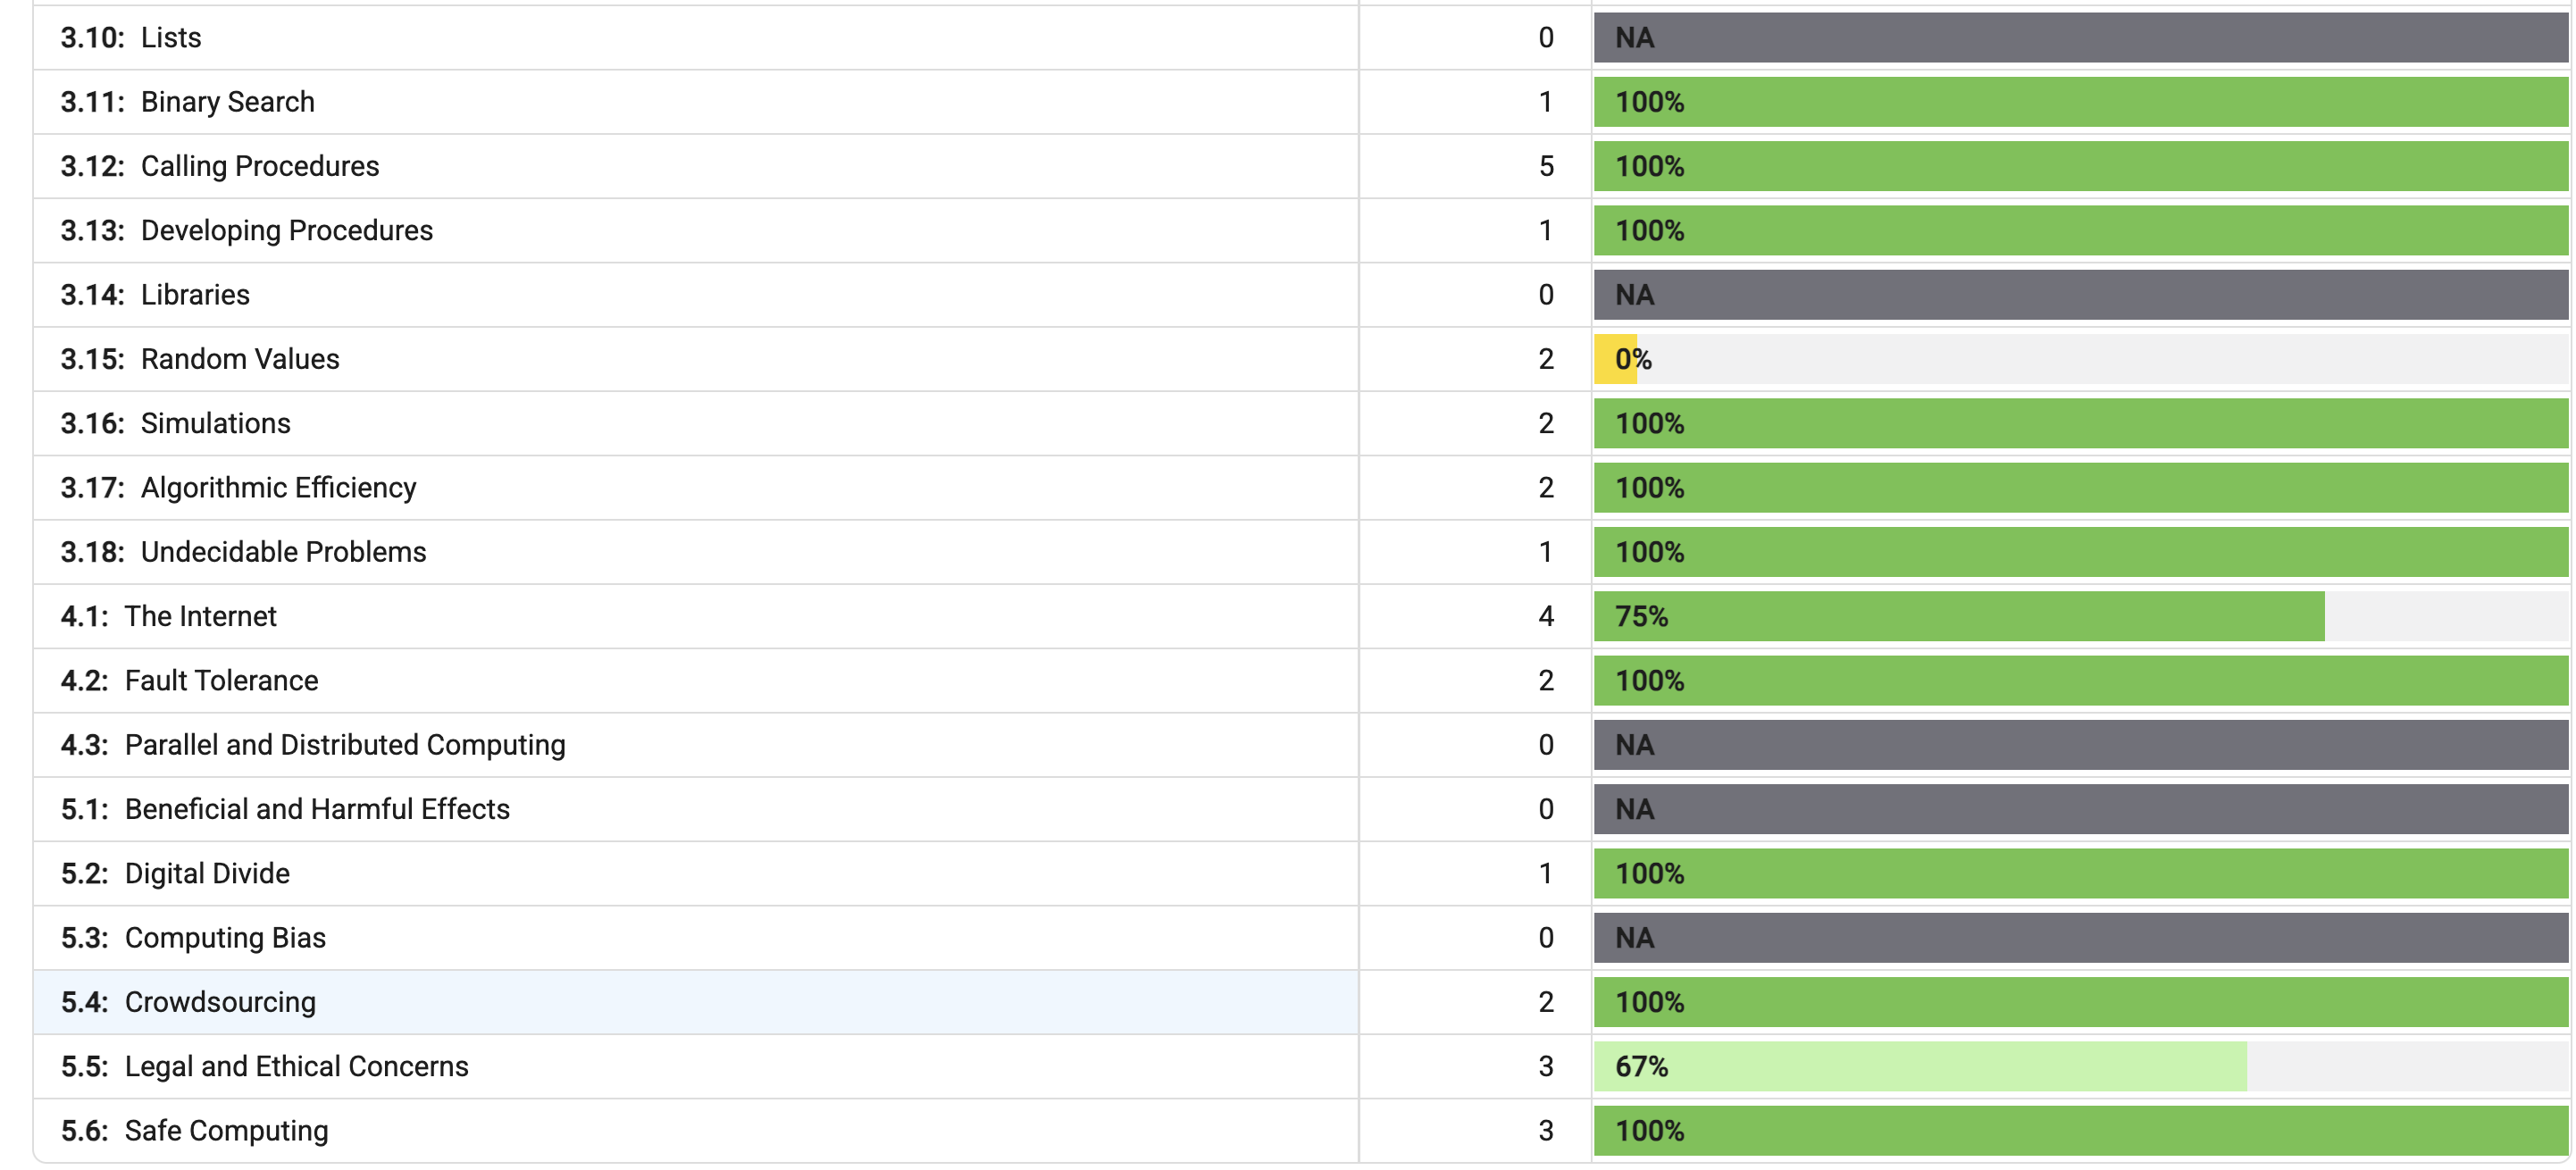 3.10: Lists 0 NA
3.11: Binary Search 1 100%
3.12: Calling Procedures 5 100%
3.13: Developing Procedures 1 100%
3.14: Libraries 0 NA
3.15: Random Values 2 0%
3.16: Simulations 2 100%
3.17: Algorithmic Efficiency 2 100%
3.18: Undecidable Problems 1 100%
4.1: The Internet 4 75%
4.2: Fault Tolerance 2 100%
4.3: Parallel and Distributed Computing 0 NA
5.1: Beneficial and Harmful Effects 0 NA
5.2: Digital Divide 1 100%
5.3: Computing Bias 0 NA
5.4: Crowdsourcing 2 100%
5.5: Legal and Ethical Concerns 3 67%
5.6: Safe Computing 3 100%